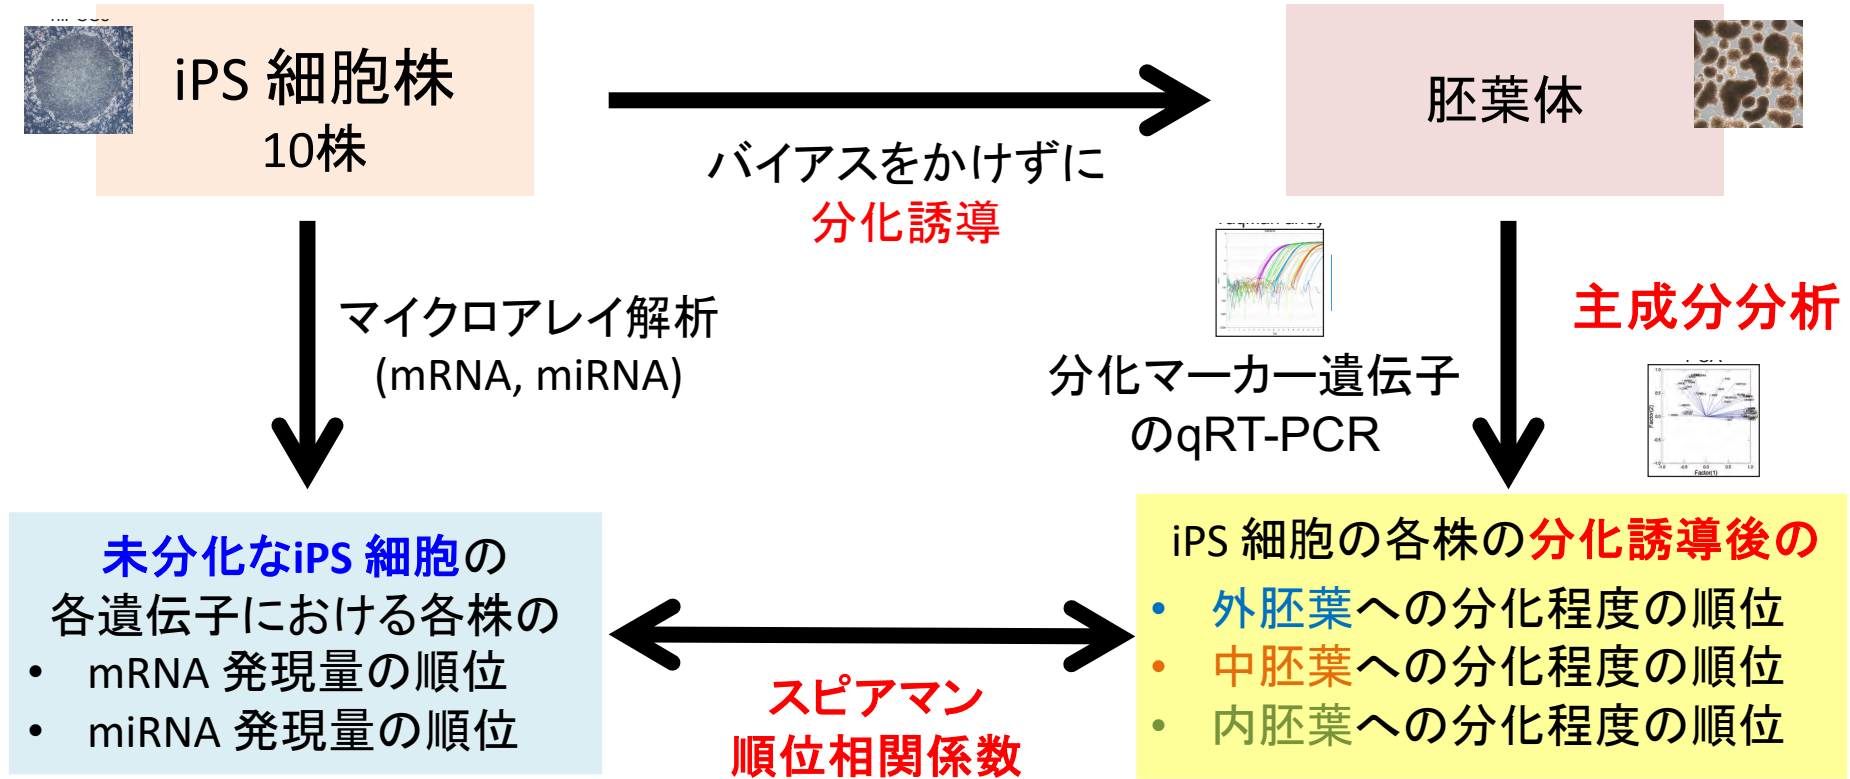 iPS 細胞株
10株
胚葉体
バイアスをかけずに
分化誘導
マイクロアレイ解析
(mRNA, miRNA)
分化マーカー遺伝子
のqRT-PCR
主成分分析
Factor(2)
Factor(1)
未分化なiPS 細胞の
各遺伝子における各株の
• mRNA 発現量の順位
• miRNA 発現量の順位
スピアマン
順位相関係数
iPS 細胞の各株の分化誘導後の
• 外胚葉への分化程度の順位
• 中胚葉への分化程度の順位
• 内胚葉への分化程度の順位